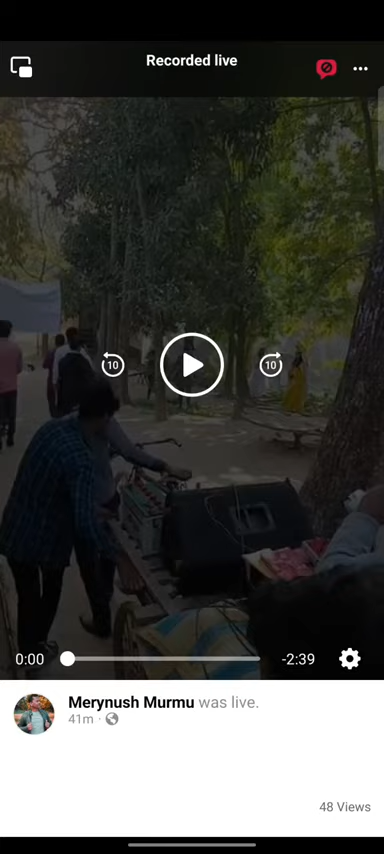 Recorded live
10
10
0:00
-2:39
Merynush Murmu was live.
41m ·
48 Views